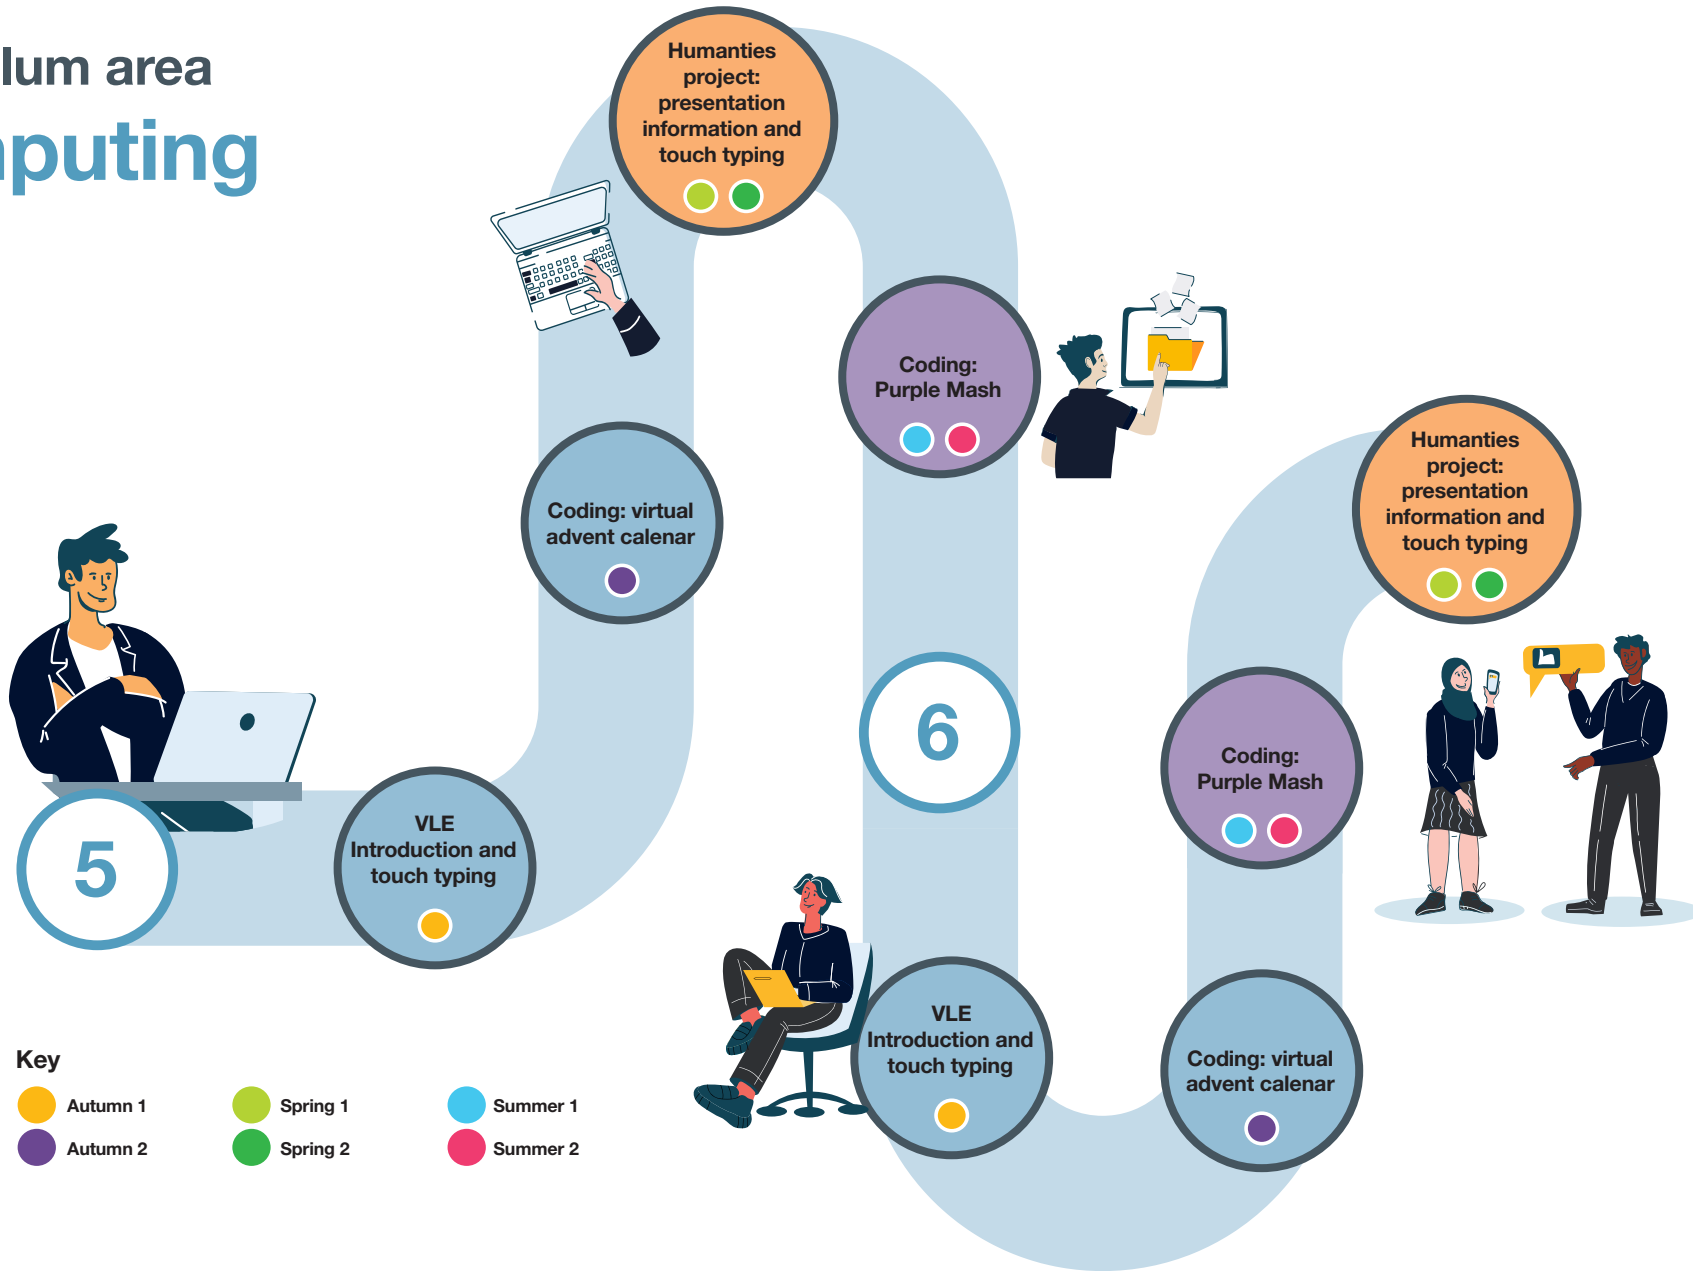 lum area
puting
Humanties
project:
presentation
information and
touch typing
Coding:
Purple Mash
Humanties
project:
presentation
information and
touch typing
Coding: virtual
advent calenar
6
Coding:
Purple Mash
5
VLE
Introduction and
touch typing
VLE
Introduction and
touch typing
Coding: virtual
advent calenar
Key
Autumn 1
Spring 1
Summer 1
Autumn 2
Spring 2
Summer 2